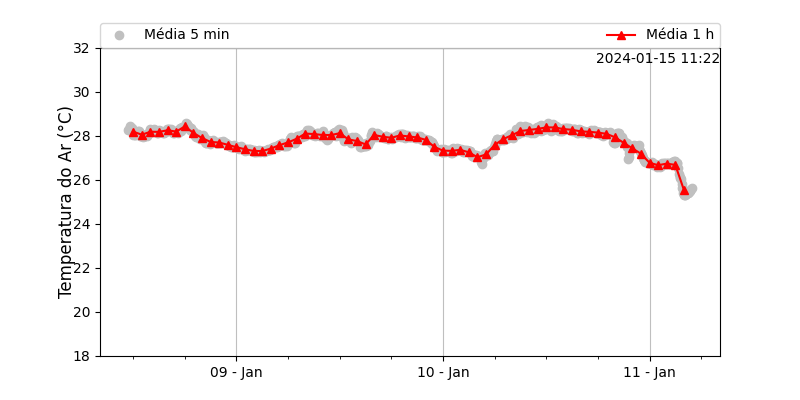 Média 5 min
Média 1 h
2024-01-15 11:22
Temperatura do Ar (°C)
32
30
28
26
24
22
20
18
09 - Jan
10 - Jan
11 - Jan